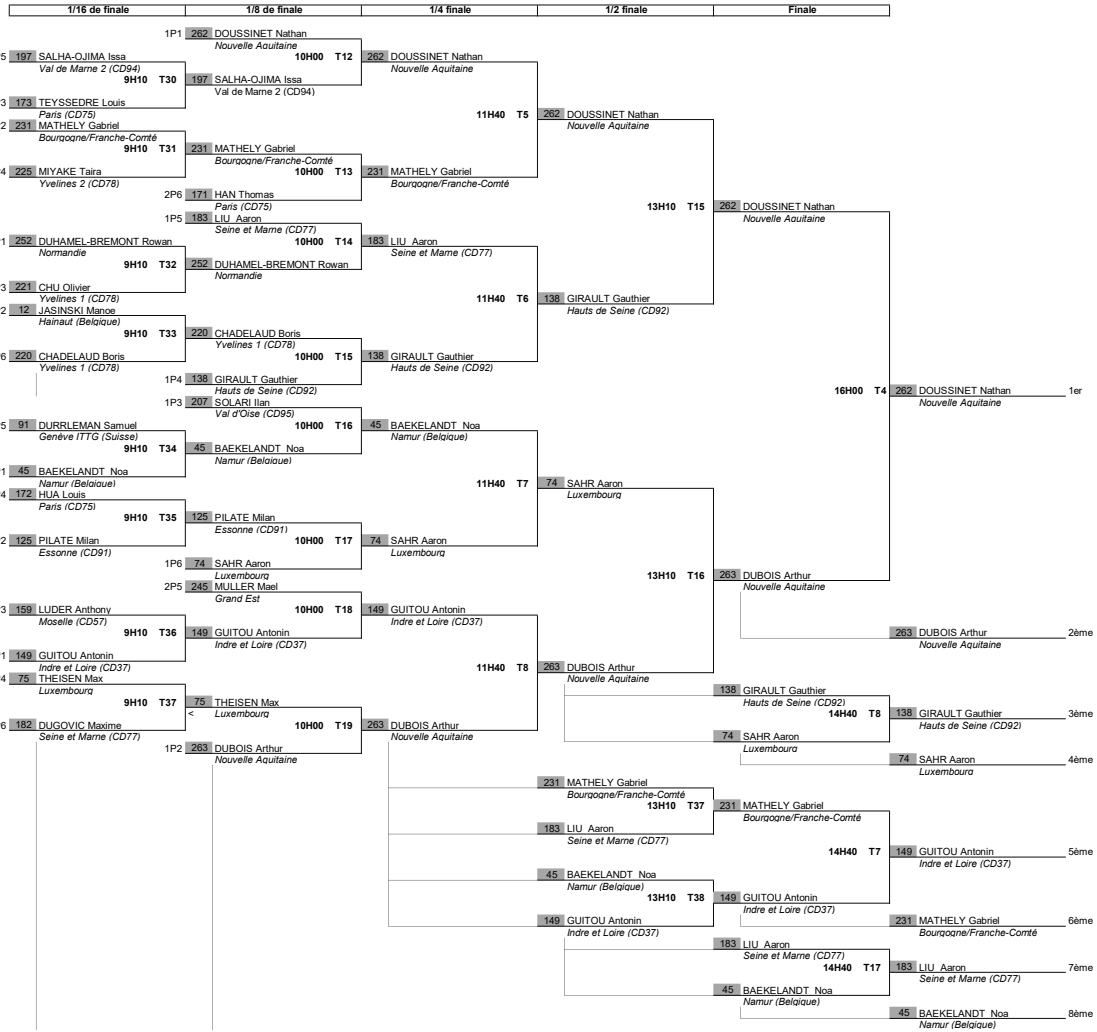 1/16 de finale
1/8 de finale
1/4 finale
1/2 finale
Finale
1P1 262 DOUSSINET Nathan
Nouvelle Aquitaine
10H00 T12
5 197 SALHA-OJIMA Issa
Val de Marne 2 (CD94)
9H10 T30
197 SALHA-OJIMA Issa
Val de Marne 2 (CD94)
3 173 TEYSSEDRE Louis
Paris (CD75)
2 231 MATHELY Gabriel
Bourgogne/Franche-Comté
9H10 T31
231 MATHELY Gabriel
Bourgogne/Franche-Comté
10H00 T13
4 225 MIYAKE Taira
Yvelines 2 (CD78)
2P6 171 HAN Thomas
Paris (CD75)
1P5 183 LIU Aaron
Seine et Marne (CD77)
10H00 T14
1 252 DUHAMEL-BREMONT Rowan
Normandie
9H10 T32
252 DUHAMEL-BREMONT Rowan
Normandie
3 221 CHU Olivier
Yvelines 1 (CD78)
2 12 JASINSKI Manoe
Hainaut (Belgique)
9H10 T33
220 CHADELAUD Boris
Yvelines 1 (CD78)
10H00 T15
6 220 CHADELAUD Boris
Yvelines 1 (CD78)
1P4 138 GIRAULT Gauthier
Hauts de Seine (CD92)
1P3 207 SOLARI Ilan
Val d'Oise (CD95)
10H00 T16
5 91 DURRLEMAN Samuel
Genève ITTG (Suisse)
9H10 T34
45 BAEKELANDT Noa
Namur (Belgique)
1 45 BAEKELANDT Noa
Namur (Belgique)
4 172 HUA Louis
Paris (CD75)
9H10 T35
125 PILATE Milan
Essonne (CD91)
10H00 T17
2 125 PILATE Milan
Essonne (CD91)
1P6 74 SAHR Aaron
Luxembourg
2P5 245 MULLER Mael
Grand Est
10H00 T18
3 159 LUDER Anthony
Moselle (CD57)
9H10 T36
149 GUITOU Antonin
Indre et Loire (CD37)
1 149 GUITOU Antonin
Indre et Loire (CD37)
4 75 THEISEN Max
Luxembourg
9H10 T37
75 THEISEN Max
< Luxembourg
10H00 T19
6 182 DUGOVIC Maxime
Seine et Marne (CD77)
1P2 263 DUBOIS Arthur
Nouvelle Aquitaine
262 DOUSSINET Nathan
Nouvelle Aquitaine
11H40 T5
231 MATHELY Gabriel
Bourgogne/Franche-Comté
183 LIU Aaron
Seine et Marne (CD77)
11H40 T6
138 GIRAULT Gauthier
Hauts de Seine (CD92)
45 BAEKELANDT Noa
Namur (Belgique)
11H40 T7
74 SAHR Aaron
Luxembourg
149 GUITOU Antonin
Indre et Loire (CD37)
11H40 T8
263 DUBOIS Arthur
Nouvelle Aquitaine
262 DOUSSINET Nathan
Nouvelle Aquitaine
13H10 T15
138 GIRAULT Gauthier
Hauts de Seine (CD92)
74 SAHR Aaron
Luxembourg
13H10 T16
263 DUBOIS Arthur
Nouvelle Aquitaine
231 MATHELY Gabriel
Bourgogne/Franche-Comté
13H10 T37
183 LIU Aaron
Seine et Marne (CD77)
45 BAEKELANDT Noa
Namur (Belgique)
13H10 T38
149 GUITOU Antonin
Indre et Loire (CD37)
262 DOUSSINET Nathan
Nouvelle Aquitaine
16H00 T4
263 DUBOIS Arthur
Nouvelle Aquitaine
138 GIRAULT Gauthier
Hauts de Seine (CD92)
14H40 T8
74 SAHR Aaron
Luxembourg
231 MATHELY Gabriel
Bourgogne/Franche-Comté
14H40 T7
149 GUITOU Antonin
Indre et Loire (CD37)
183 LIU Aaron
Seine et Marne (CD77)
14H40 T17
45 BAEKELANDT Noa
Namur (Belgique)
262 DOUSSINET Nathan 1er
Nouvelle Aquitaine
263 DUBOIS Arthur 2ème
Nouvelle Aquitaine
138 GIRAULT Gauthier 3ème
Hauts de Seine (CD92)
74 SAHR Aaron 4ème
Luxembourg
149 GUITOU Antonin 5ème
Indre et Loire (CD37)
231 MATHELY Gabriel 6ème
Bourgogne/Franche-Comté
183 LIU Aaron 7ème
Seine et Marne (CD77)
45 BAEKELANDT Noa 8ème
Namur (Belgique)